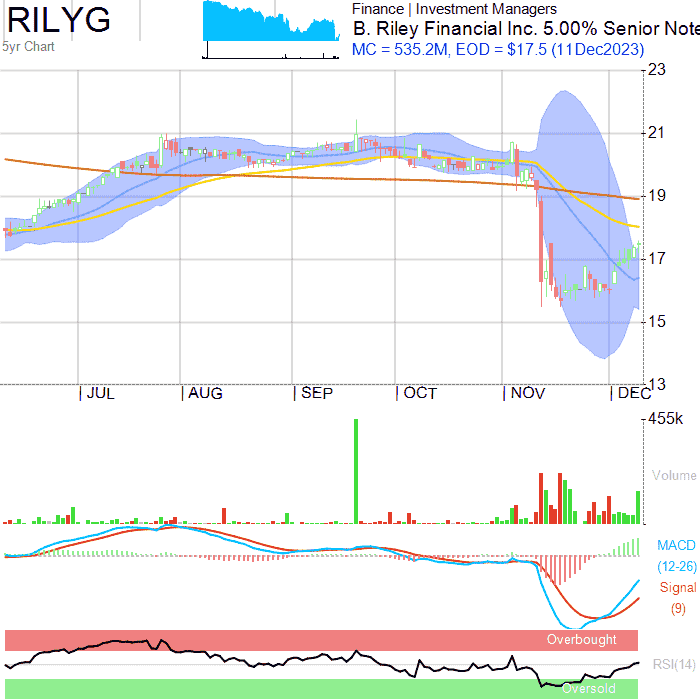 RILYG
5yr Chart
Finance | Investment Managers
B. Riley Financial Inc. 5.00% Senior Note
MC = 535.2M, EOD = $17.5 (11Dec2023)
23
21
19
17
15
13
JUL AUG SEP OCT NOV DEC
455k
Volume
MACD
(12-26)
Signal
(9)
Overbought
RSI(14)
Oversold